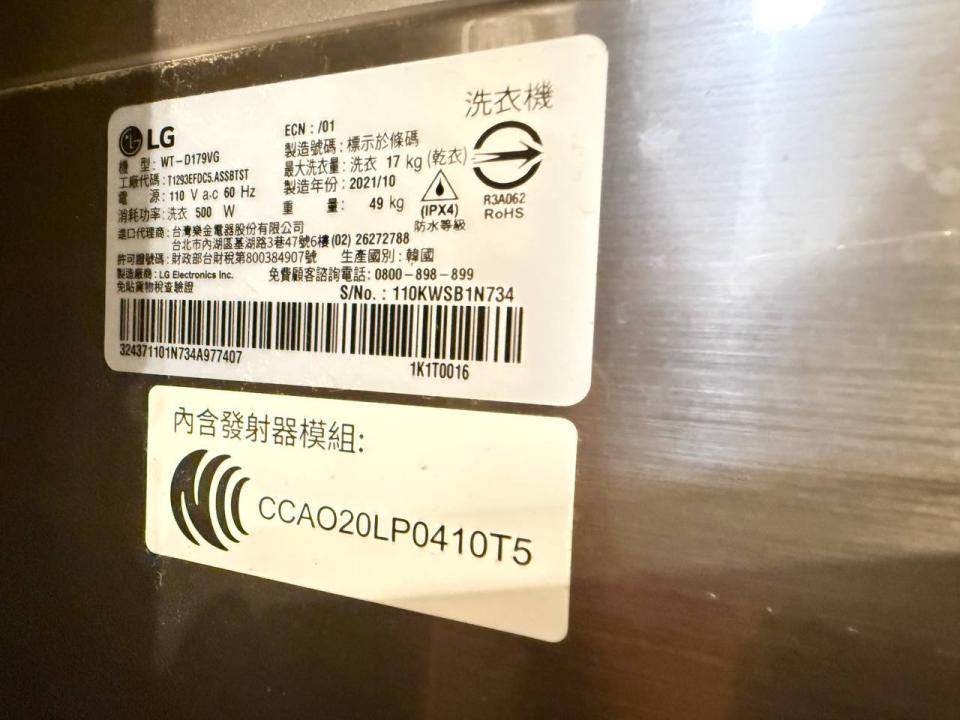 洗衣機
LG
ECN : /01
機 型: WT-D179VG
製造號碼: 標示於條碼
工廠代碼: T1293EFDC5.ASSBTST
最大洗衣量: 洗衣 17 kg (乾衣)
電 源: 110 V a.c 60 Hz
製造年份: 2021/10
消耗功率: 洗衣 500 W
重 量: 49 kg
(IPX4)
防水等級
R3A062
RoHS
進口代理商: 台灣樂金電器股份有限公司
台北市內湖區基湖路3巷47號6樓 (02) 26272788
許可證號碼: 財政部台財稅第800384907號 生產國別: 韓國
製造廠商: LG Electronics Inc. 免費顧客諮詢電話: 0800-898-899
免貼貨物稅查驗證
S/No. : 110KWSB1N734
324371101N734A977407
1K1T0016
內含發射器模組:
CCAO20LP0410T5